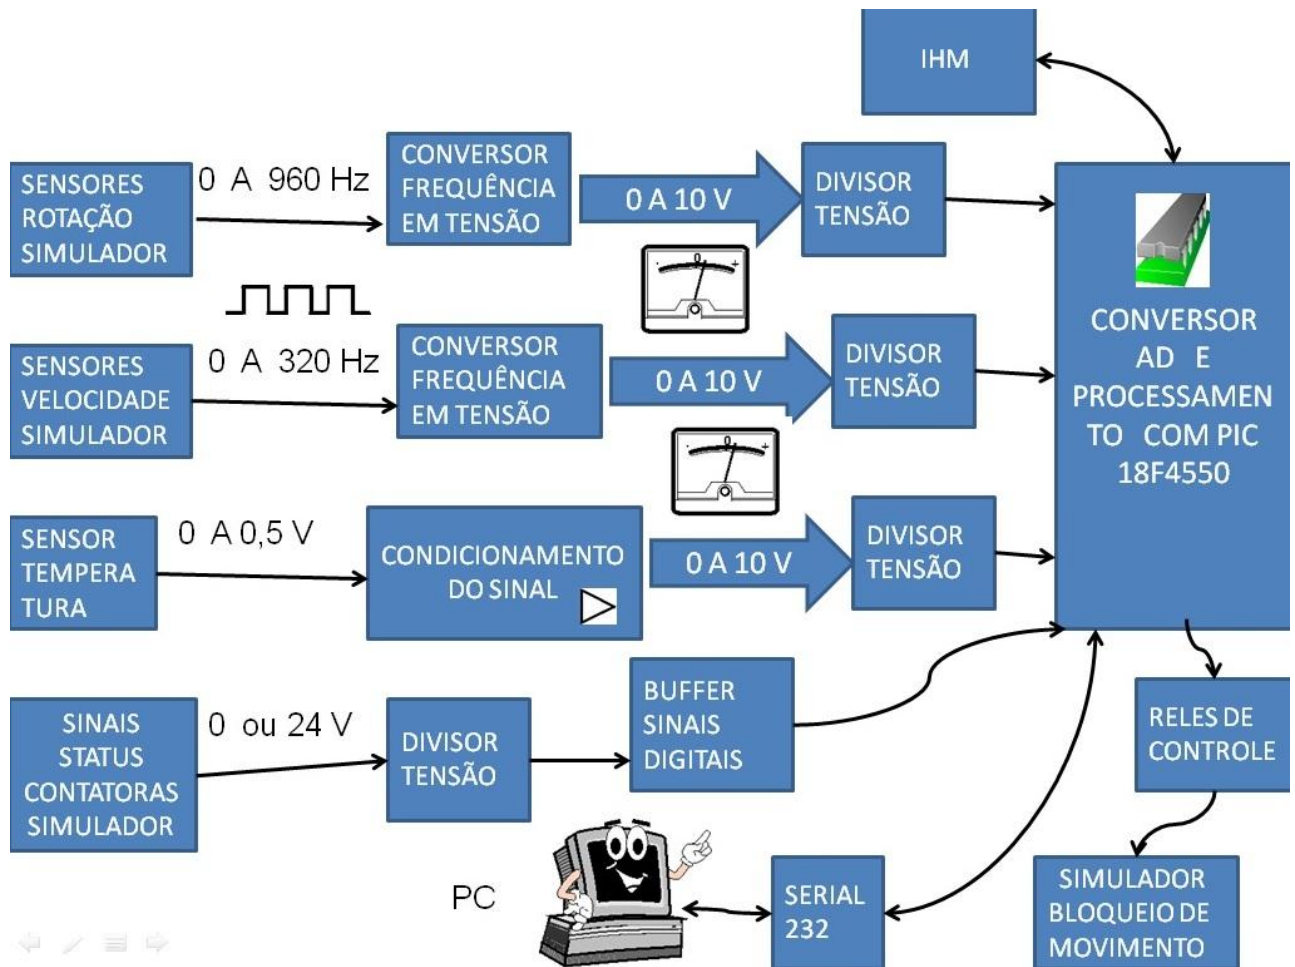 IHM
SENSORES
ROTAÇÃO
SIMULADOR
0 A 960 Hz
CONVERSOR
FREQUÊNCIA
EM TENSÃO
0 A 10 V
DIVISOR
TENSÃO
- 0 +
SENSORES
VELOCIDADE
SIMULADOR
0 A 320 Hz
CONVERSOR
FREQUÊNCIA
EM TENSÃO
0 A 10 V
DIVISOR
TENSÃO
- 0 +
CONVERSOR
AD E
PROCESSAMEN
TO COM PIC
18F4550
SENSOR
TEMPERA
TURA
0 A 0,5 V
CONDICIONAMENTO
DO SINAL
0 A 10 V
DIVISOR
TENSÃO
SINAIS
STATUS
CONTATORAS
SIMULADOR
0 ou 24 V
DIVISOR
TENSÃO
BUFFER
SINAIS
DIGITAIS
RELES DE
CONTROLE
PC
SERIAL
232
SIMULADOR
BLOQUEIO DE
MOVIMENTO